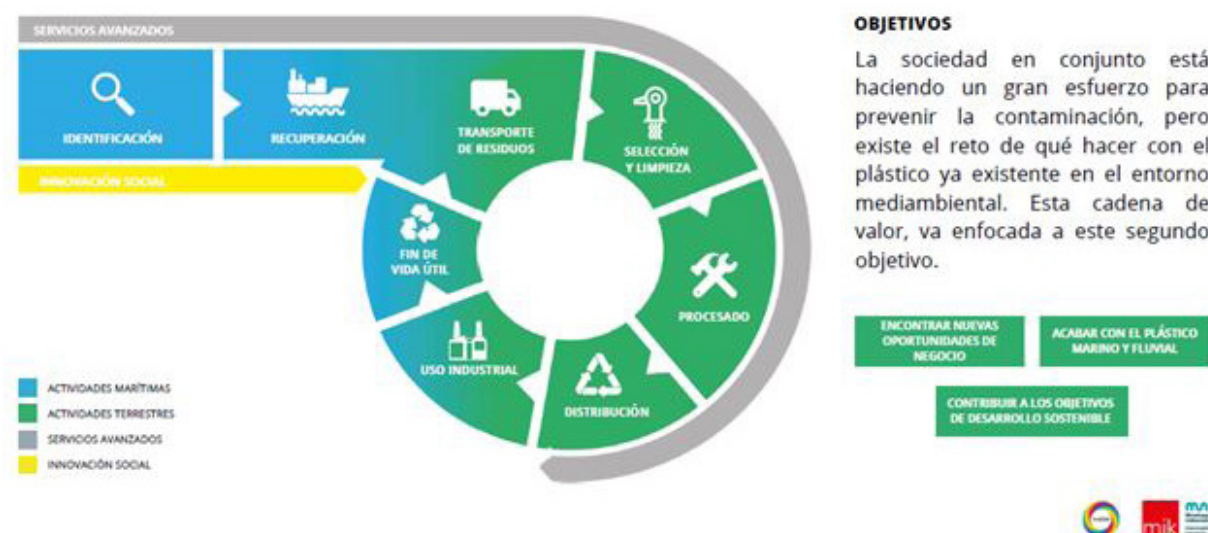 SERVICIOS AVANZADOS
IDENTIFICACIÓN
RECUPERACIÓN
TRANSPORTE
DE RESIDUOS
SELECCIÓN
Y LIMPIEZA
INNOVACIÓN SOCIAL
FIN DE
VIDA ÚTIL
PROCESADO
USO INDUSTRIAL
DISTRIBUCIÓN
ACTIVIDADES MARÍTIMAS
ACTIVIDADES TERRESTRES
SERVICIOS AVANZADOS
INNOVACIÓN SOCIAL
OBJETIVOS
La sociedad en conjunto está
haciendo un gran esfuerzo para
prevenir la contaminación, pero
existe el reto de qué hacer con el
plástico ya existente en el entorno
mediambiental. Esta cadena de
valor, va enfocada a este segundo
objetivo.
ENCONTRAR NUEVAS
OPORTUNIDADES DE
NEGOCIO
ACABAR CON EL PLÁSTICO
MARINO Y FLUVIAL
CONTRIBUIR A LOS OBJETIVOS
DE DESARROLLO SOSTENIBLE
mik